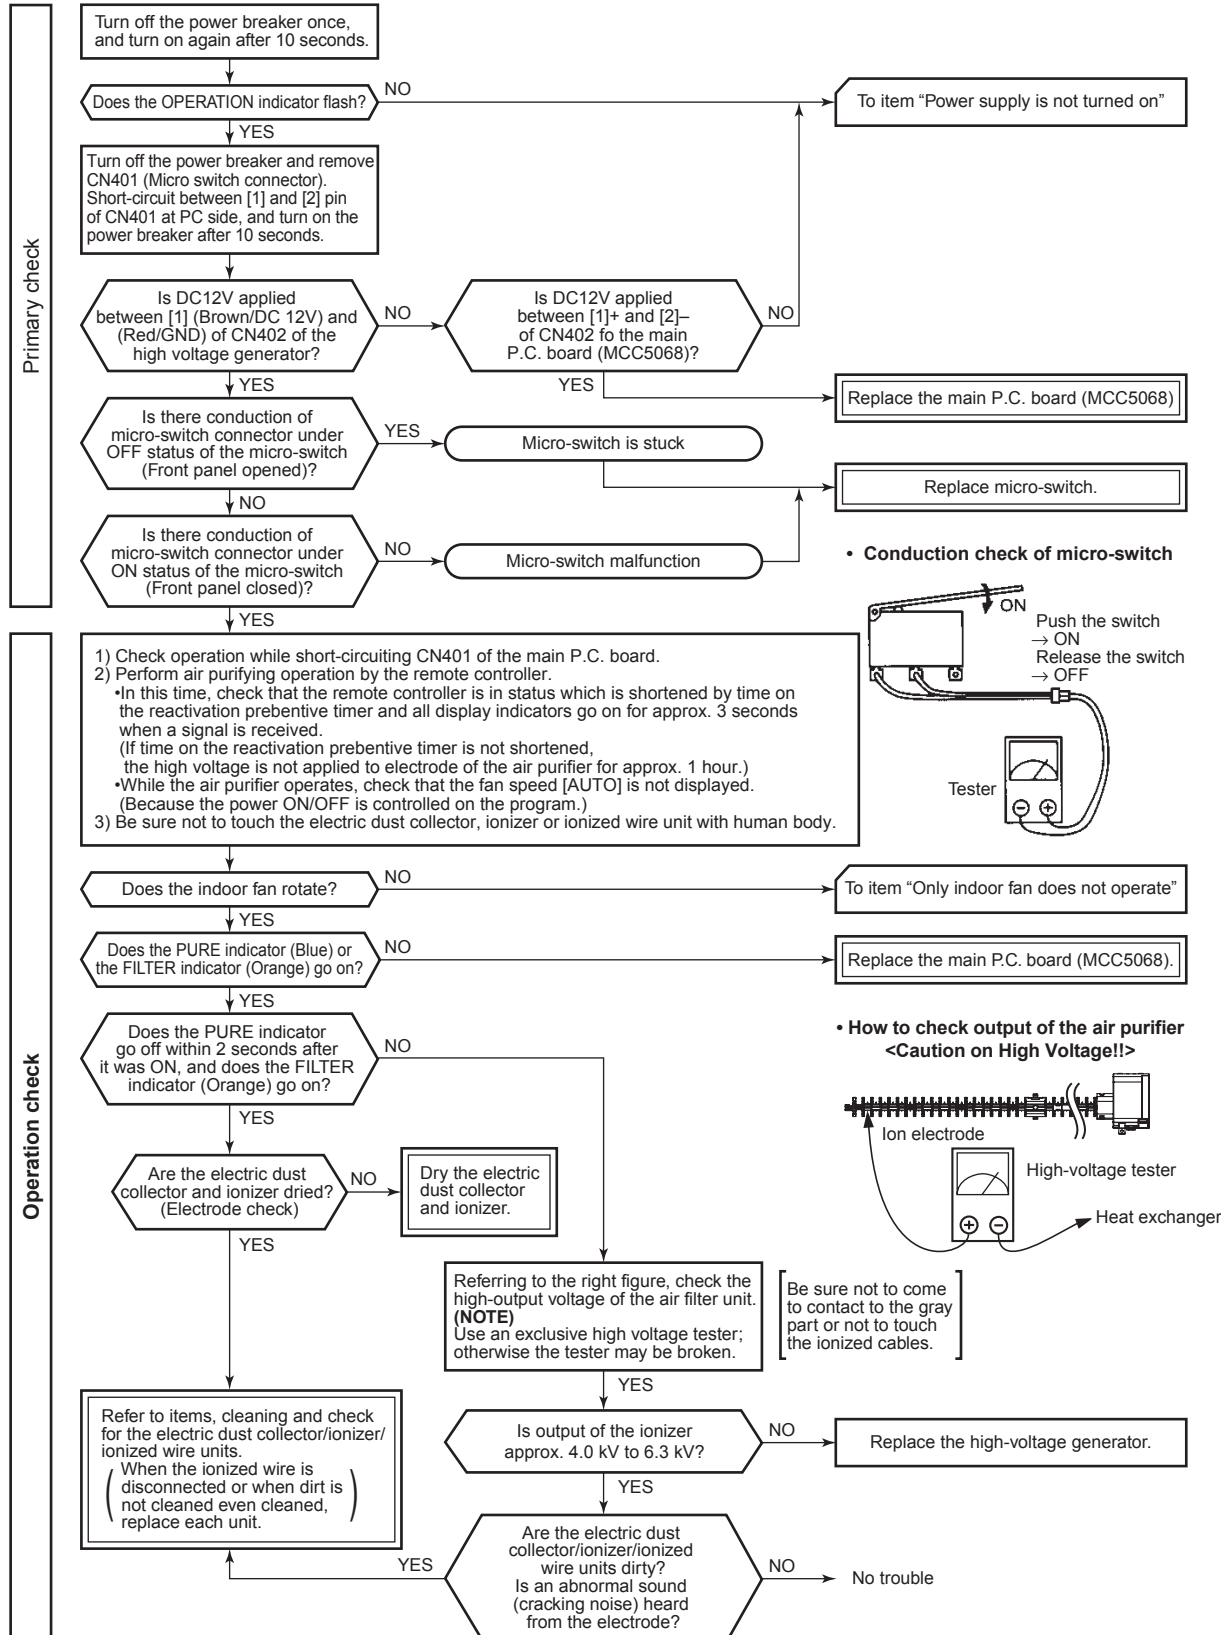 Primary check
Turn off the power breaker once,
and turn on again after 10 seconds.
Does the OPERATION indicator flash?
NO
To item “Power supply is not turned on”
YES
Turn off the power breaker and remove
CN401 (Micro switch connector).
Short-circuit between [1] and [2] pin
of CN401 at PC side, and turn on the
power breaker after 10 seconds.
Is DC12V applied
between [1] (Brown/DC 12V) and
(Red/GND) of CN402 of the
high voltage generator?
NO
Is DC12V applied
between [1]+ and [2]–
of CN402 fo the main
P.C. board (MCC5068)?
NO
YES
YES
Replace the main P.C. board (MCC5068)
Is there conduction of
micro-switch connector under
OFF status of the micro-switch
(Front panel opened)?
YES
Micro-switch is stuck
Replace micro-switch.
NO
Is there conduction of
micro-switch connector under
ON status of the micro-switch
(Front panel closed)?
NO
Micro-switch malfunction
YES
• Conduction check of micro-switch
ON
Push the switch
→ ON
Release the switch
→ OFF
Tester
Operation check
1) Check operation while short-circuiting CN401 of the main P.C. board.
2) Perform air purifying operation by the remote controller.
•In this time, check that the remote controller is in status which is shortened by time on
the reactivation prebentive timer and all display indicators go on for approx. 3 seconds
when a signal is received.
(If time on the reactivation prebentive timer is not shortened,
the high voltage is not applied to electrode of the air purifier for approx. 1 hour.)
•While the air purifier operates, check that the fan speed [AUTO] is not displayed.
(Because the power ON/OFF is controlled on the program.)
3) Be sure not to touch the electric dust collector, ionizer or ionized wire unit with human body.
Does the indoor fan rotate?
NO
To item “Only indoor fan does not operate”
YES
Does the PURE indicator (Blue) or
the FILTER indicator (Orange) go on?
NO
Replace the main P.C. board (MCC5068).
YES
Does the PURE indicator
go off within 2 seconds after
it was ON, and does the FILTER
indicator (Orange) go on?
NO
YES
• How to check output of the air purifier
<Caution on High Voltage!!>
Ion electrode
High-voltage tester
Heat exchanger
Are the electric dust
collector and ionizer dried?
(Electrode check)
NO
Dry the electric
dust collector
and ionizer.
YES
Referring to the right figure, check the
high-output voltage of the air filter unit.
(NOTE)
Use an exclusive high voltage tester;
otherwise the tester may be broken.
Be sure not to come
to contact to the gray
part or not to touch
the ionized cables.
YES
Refer to items, cleaning and check
for the electric dust collector/ionizer/
ionized wire units.
(When the ionized wire is
disconnected or when dirt is
not cleaned even cleaned,
replace each unit.)
Is output of the ionizer
approx. 4.0 kV to 6.3 kV?
NO
Replace the high-voltage generator.
YES
Are the electric dust
collector/ionizer/ionized
wire units dirty?
Is an abnormal sound
(cracking noise) heard
from the electrode?
YES
NO
No trouble